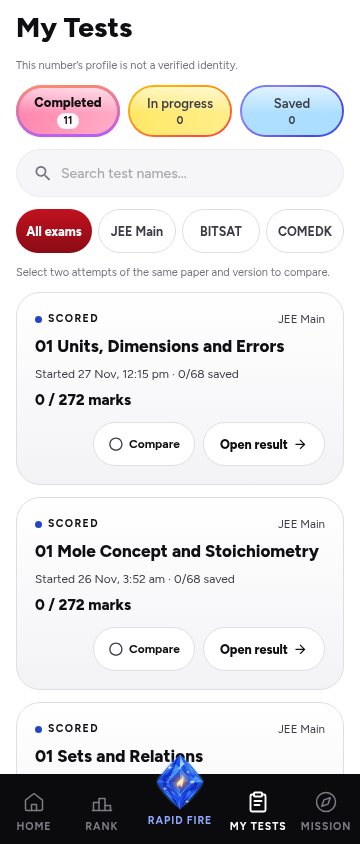 My Tests
This number's profile is not a verified identity.
Completed
11
In progress
0
Saved
0
Search test names...
All exams
JEE Main
BITSAT
COMEDK
Select two attempts of the same paper and version to compare.
SCORED
JEE Main
01 Units, Dimensions and Errors
Started 27 Nov, 12:15 pm · 0/68 saved
0 / 272 marks
Compare
Open result →
SCORED
JEE Main
01 Mole Concept and Stoichiometry
Started 26 Nov, 3:52 am · 0/68 saved
0 / 272 marks
Compare
Open result →
SCORED
JEE Main
01 Sets and Relations
HOME
RANK
RAPID FIRE
MY TESTS
MISSION